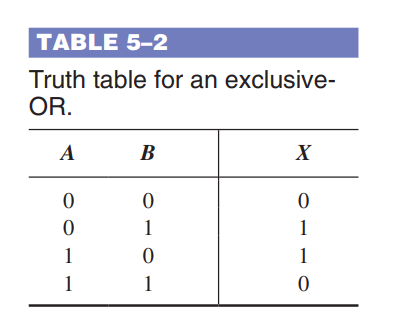 TABLE 5–2
Truth table for an exclusive-
OR.
A B X
0 0 0
0 1 1
1 0 1
1 1 0